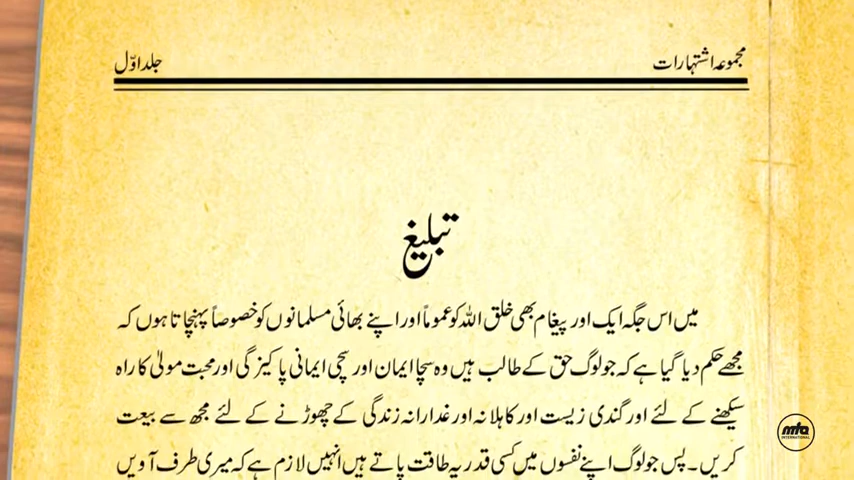 مجموعہ اشتہارات
جلد اوّل
تبلیغ
میں اس جگہ ایک اور پیغام بھی خلق اللہ کو عموماً اور اپنے بھائی مسلمانوں کو خصوصاً پہنچاتا ہوں کہ
مجھے حکم دیا گیا ہے کہ جو لوگ حق کے طالب ہیں وہ سچا ایمان اور سچی ایمانی پاکیزگی اور محبت مولیٰ کا راہ
سیکھنے کے لئے اور گندی زیست اور کاہلانہ اور غدارانہ زندگی کے چھوڑنے کے لئے مجھ سے بیعت
کریں۔ پس جو لوگ اپنے نفسوں میں کسی قدر یہ طاقت پاتے ہیں انہیں لازم ہے کہ میری طرف آویں
mta
INTERNATIONAL